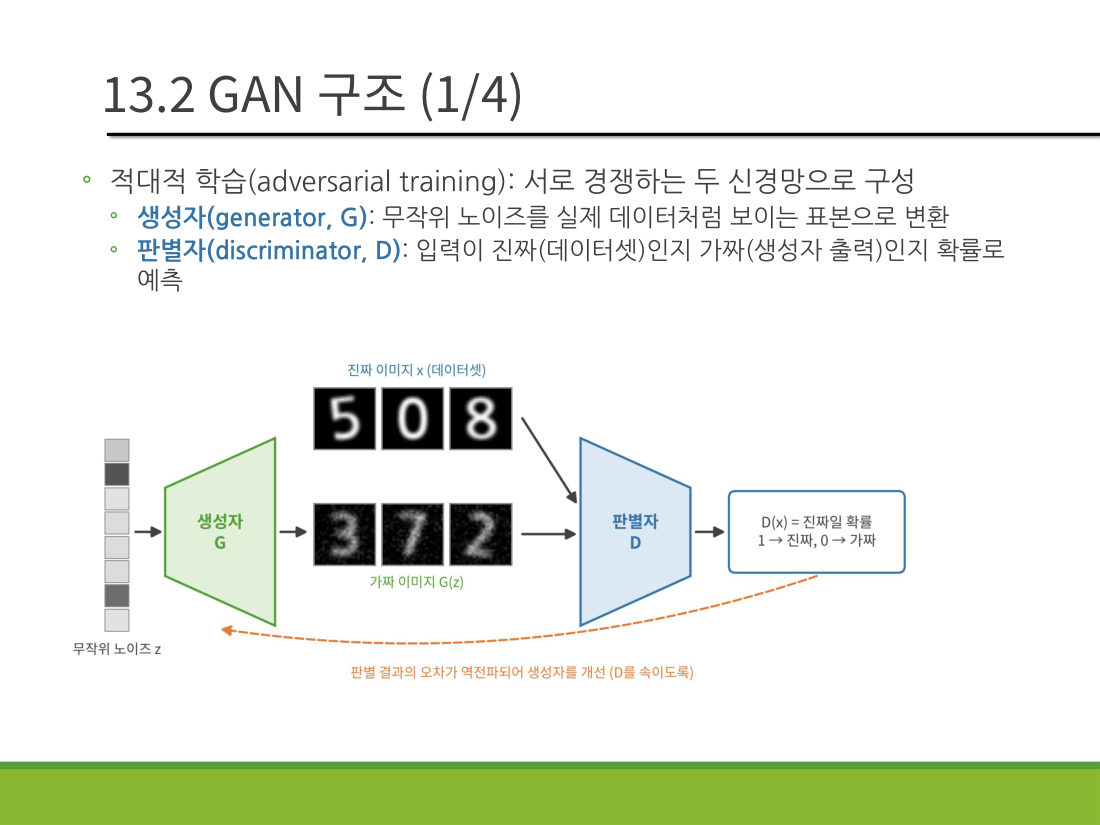 13.2 GAN 구조 (1/4)
◦ 적대적 학습(adversarial training): 서로 경쟁하는 두 신경망으로 구성
◦ 생성자(generator, G): 무작위 노이즈를 실제 데이터처럼 보이는 표본으로 변환
◦ 판별자(discriminator, D): 입력이 진짜(데이터셋)인지 가짜(생성자 출력)인지 확률로
예측
진짜 이미지 x (데이터셋)
5 0 8
생성자
G
3 7 2
가짜 이미지 G(z)
판별자
D
D(x) = 진짜일 확률
1 → 진짜, 0 → 가짜
무작위 노이즈 z
판별 결과의 오차가 역전파되어 생성자를 개선 (D를 속이도록)